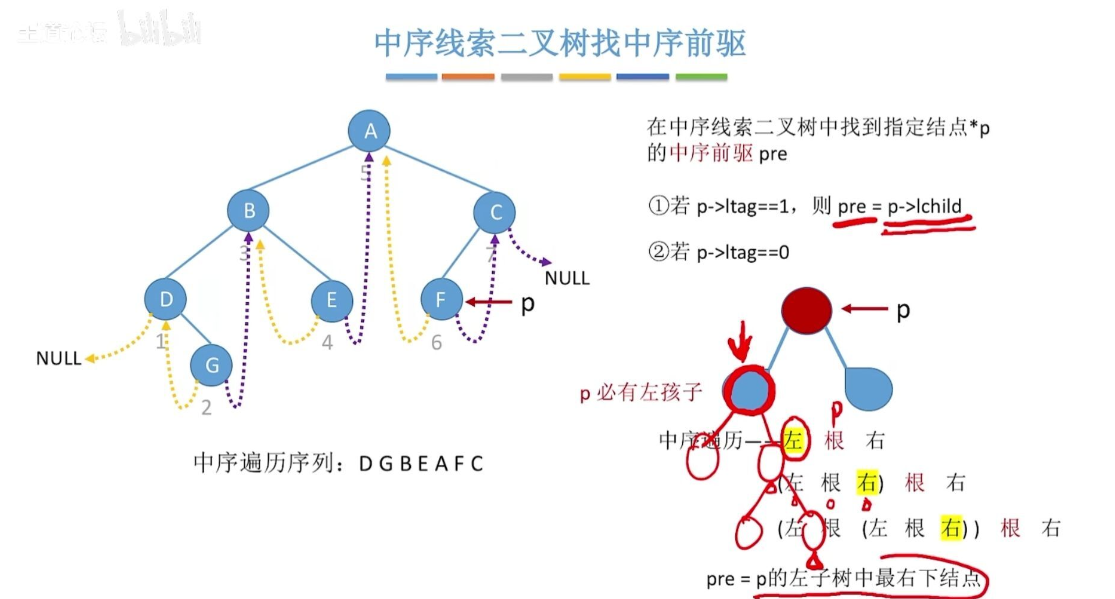 bilibili
中序线索二叉树找中序前驱
A
5
B
3
C
7
NULL
D
1
E
4
F
6
p
NULL
G
2
中序遍历序列：D G B E A F C
在中序线索二叉树中找到指定结点*p
的中序前驱 pre
①若 p->ltag==1，则 pre = p->lchild
②若 p->ltag==0
p
p 必有左孩子
p
中序遍历——左 根 右
(左 根 右) 根 右
(左 根 (左 根 右)) 根 右
pre = p的左子树中最右下结点